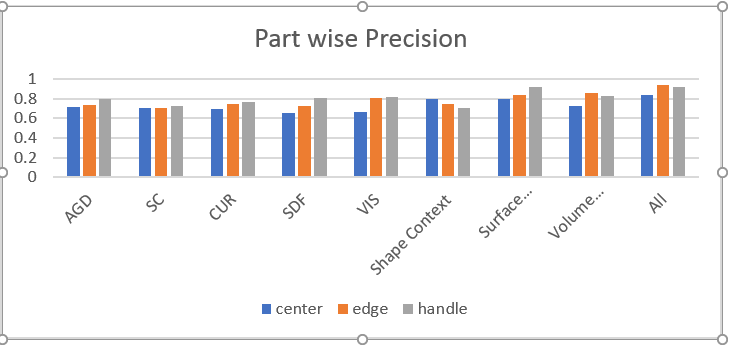 Part wise Precision
1
0.8
0.6
0.4
0.2
0
AGD
SC
CUR
SDF
VIS
Shape Context
Surface...
Volume...
All
center edge handle